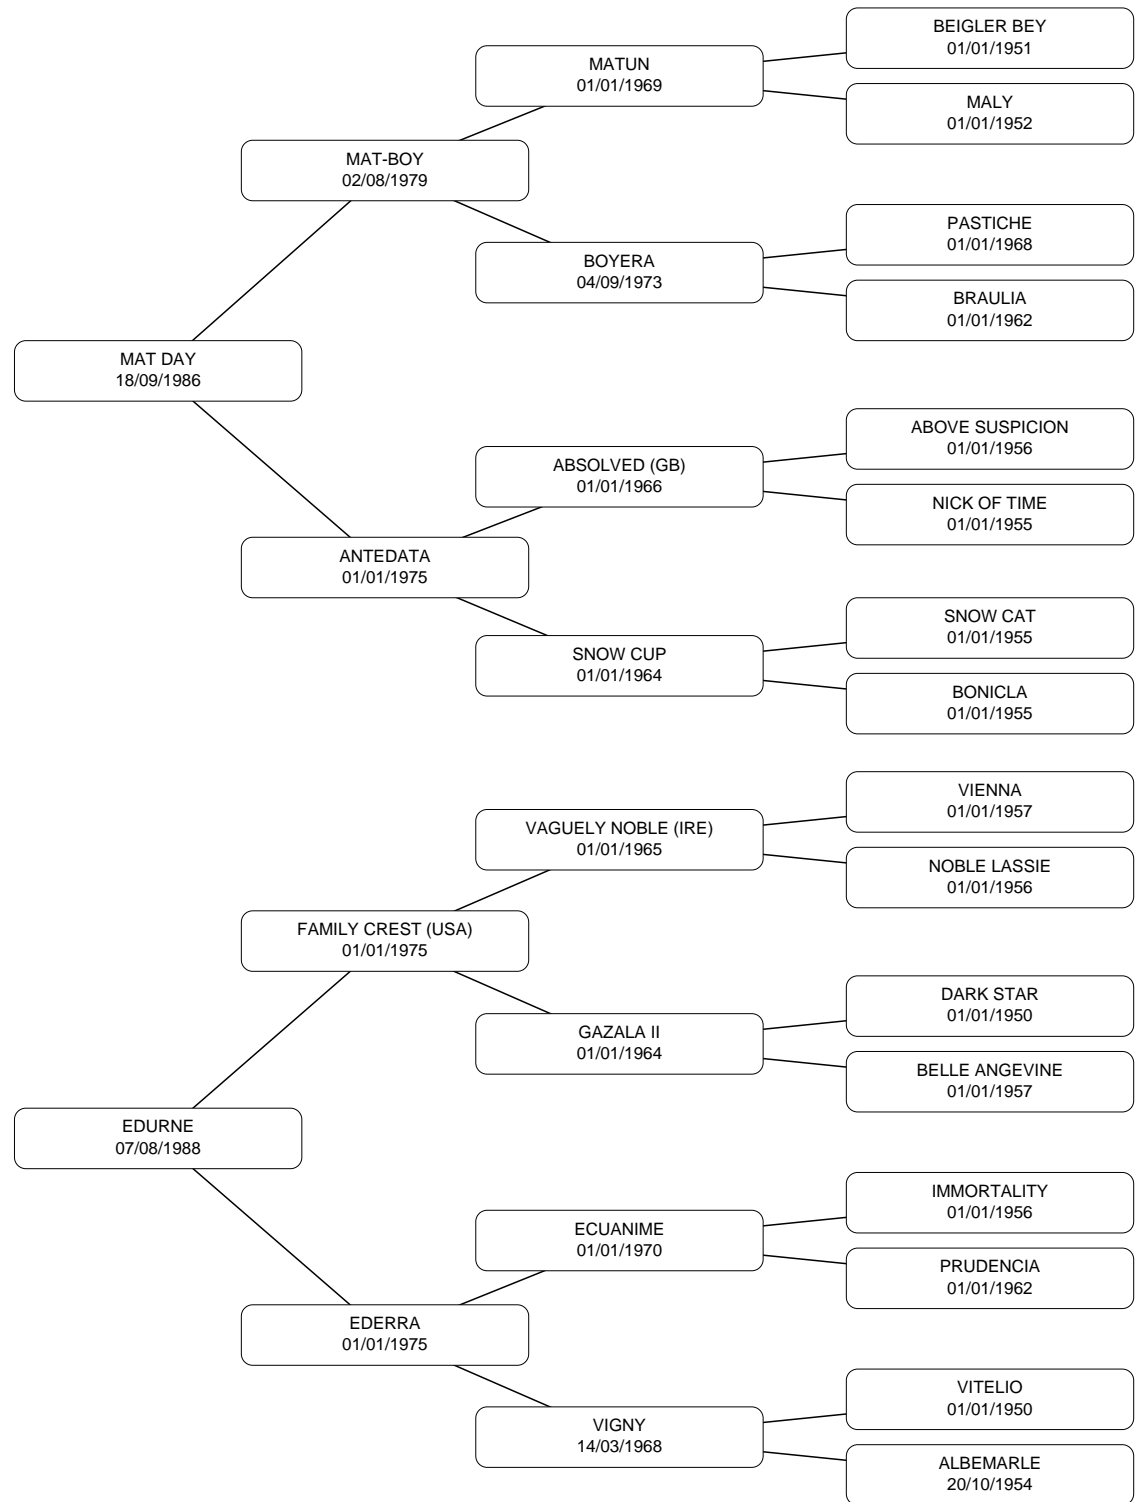 BEIGLER BEY
01/01/1951
MATUN
01/01/1969
MALY
01/01/1952
MAT-BOY
02/08/1979
PASTICHE
01/01/1968
BOYERA
04/09/1973
BRAULIA
01/01/1962
MAT DAY
18/09/1986
ABOVE SUSPICION
01/01/1956
ABSOLVED (GB)
01/01/1966
NICK OF TIME
01/01/1955
ANTEDATA
01/01/1975
SNOW CAT
01/01/1955
SNOW CUP
01/01/1964
BONICLA
01/01/1955
VIENNA
01/01/1957
VAGUELY NOBLE (IRE)
01/01/1965
NOBLE LASSIE
01/01/1956
FAMILY CREST (USA)
01/01/1975
DARK STAR
01/01/1950
GAZALA II
01/01/1964
BELLE ANGEVINE
01/01/1957
EDURNE
07/08/1988
IMMORTALITY
01/01/1956
ECUANIME
01/01/1970
PRUDENCIA
01/01/1962
EDERRA
01/01/1975
VITELIO
01/01/1950
VIGNY
14/03/1968
ALBEMARLE
20/10/1954